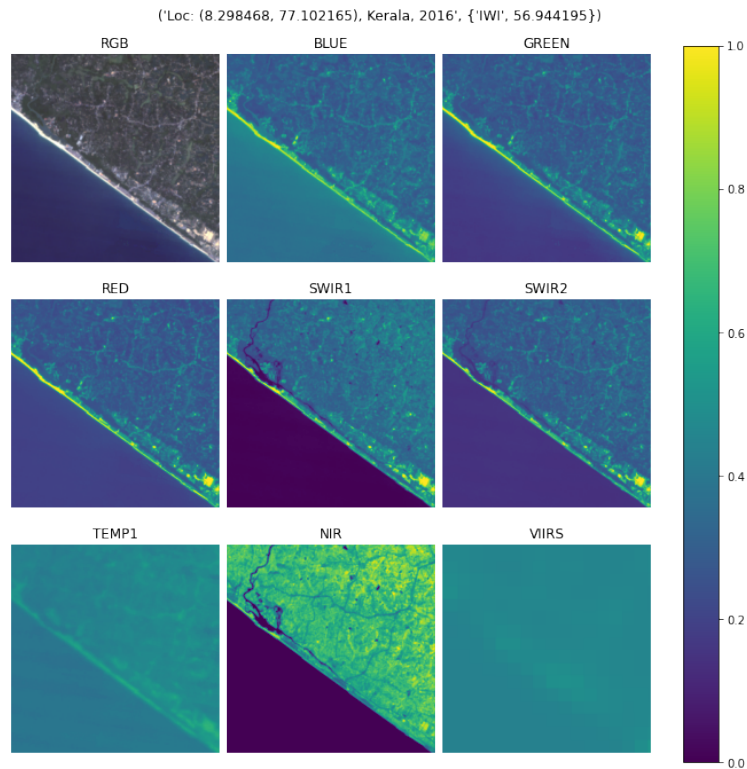 ('Loc: (8.298468, 77.102165), Kerala, 2016', {'IWI', 56.944195})
RGB BLUE GREEN
1.0
0.8
RED SWIR1 SWIR2
0.6
0.4
TEMP1 NIR VIIRS
0.2
0.0